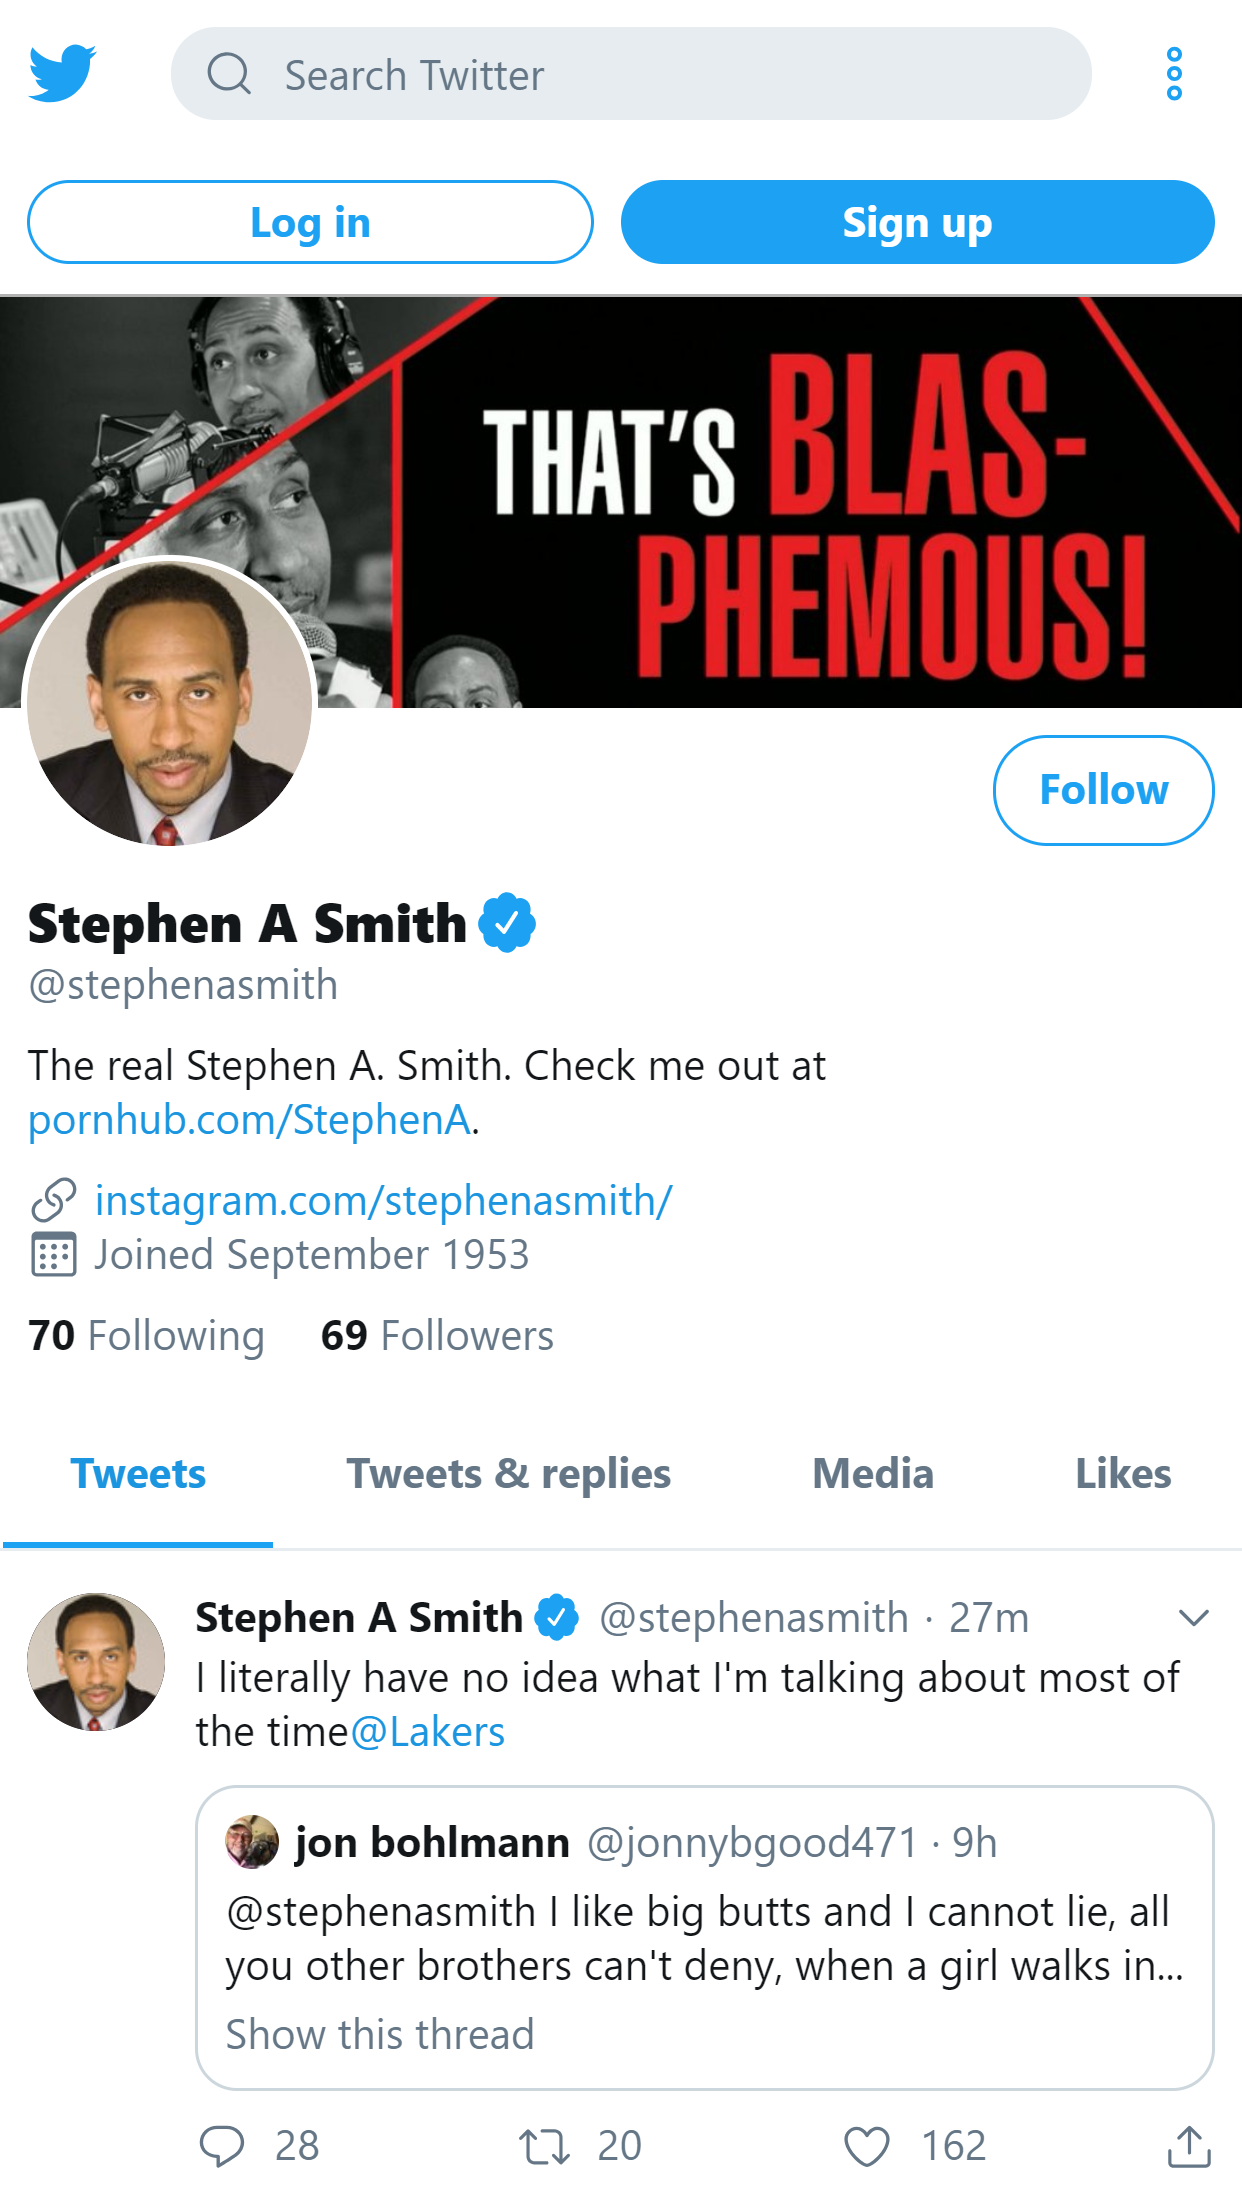 Search Twitter
Log in
Sign up
THAT'S BLAS-
PHEMOUS!
Follow
Stephen A Smith
@stephenasmith
The real Stephen A. Smith. Check me out at
pornhub.com/StephenA.
instagram.com/stephenasmith/
Joined September 1953
70 Following 69 Followers
Tweets Tweets & replies Media Likes
Stephen A Smith @stephenasmith · 27m
I literally have no idea what I'm talking about most of
the time@Lakers
jon bohlmann @jonnybgood471 · 9h
@stephenasmith I like big butts and I cannot lie, all
you other brothers can't deny, when a girl walks in...
Show this thread
28 20 162